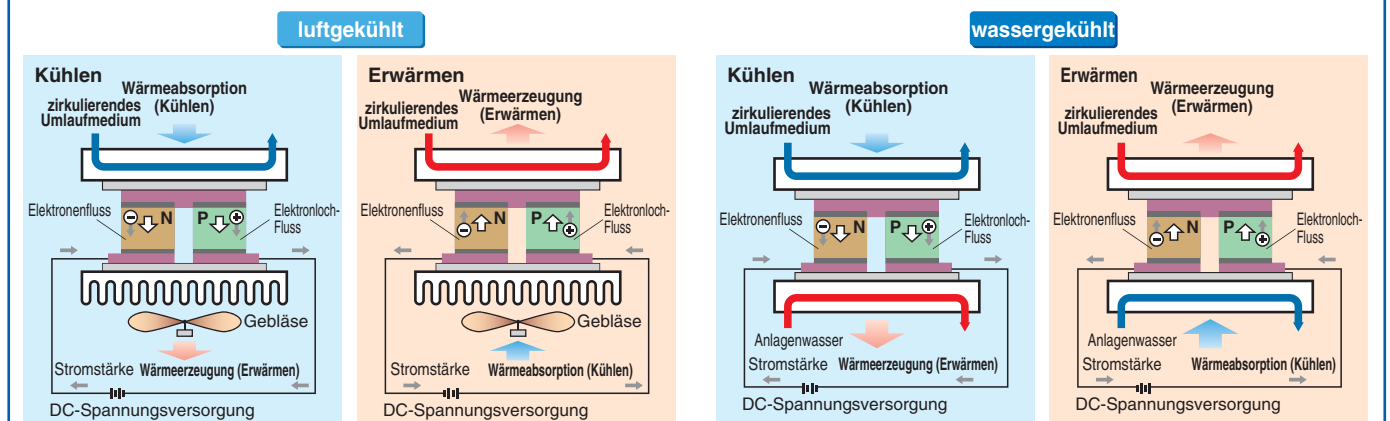 luftgekühlt
Kühlen
Wärmeabsorption
(Kühlen)
zirkulierendes
Umlaufmedium
Elektronenfluss
N
P
Elektronloch-
Fluss
Gebläse
Stromstärke
Wärmeerzeugung (Erwärmen)
DC-Spannungsversorgung
Erwärmen
Wärmeerzeugung
(Erwärmen)
zirkulierendes
Umlaufmedium
Elektronenfluss
N
P
Elektronloch-
Fluss
Gebläse
Stromstärke
Wärmeabsorption (Kühlen)
DC-Spannungsversorgung
wassergekühlt
Kühlen
Wärmeabsorption
(Kühlen)
zirkulierendes
Umlaufmedium
Elektronenfluss
N
P
Elektronloch-
Fluss
Anlagenwasser
Stromstärke
Wärmeerzeugung (Erwärmen)
DC-Spannungsversorgung
Erwärmen
Wärmeerzeugung
(Erwärmen)
zirkulierendes
Umlaufmedium
Elektronenfluss
N
P
Elektronloch-
Fluss
Anlagenwasser
Stromstärke
Wärmeabsorption (Kühlen)
DC-Spannungsversorgung